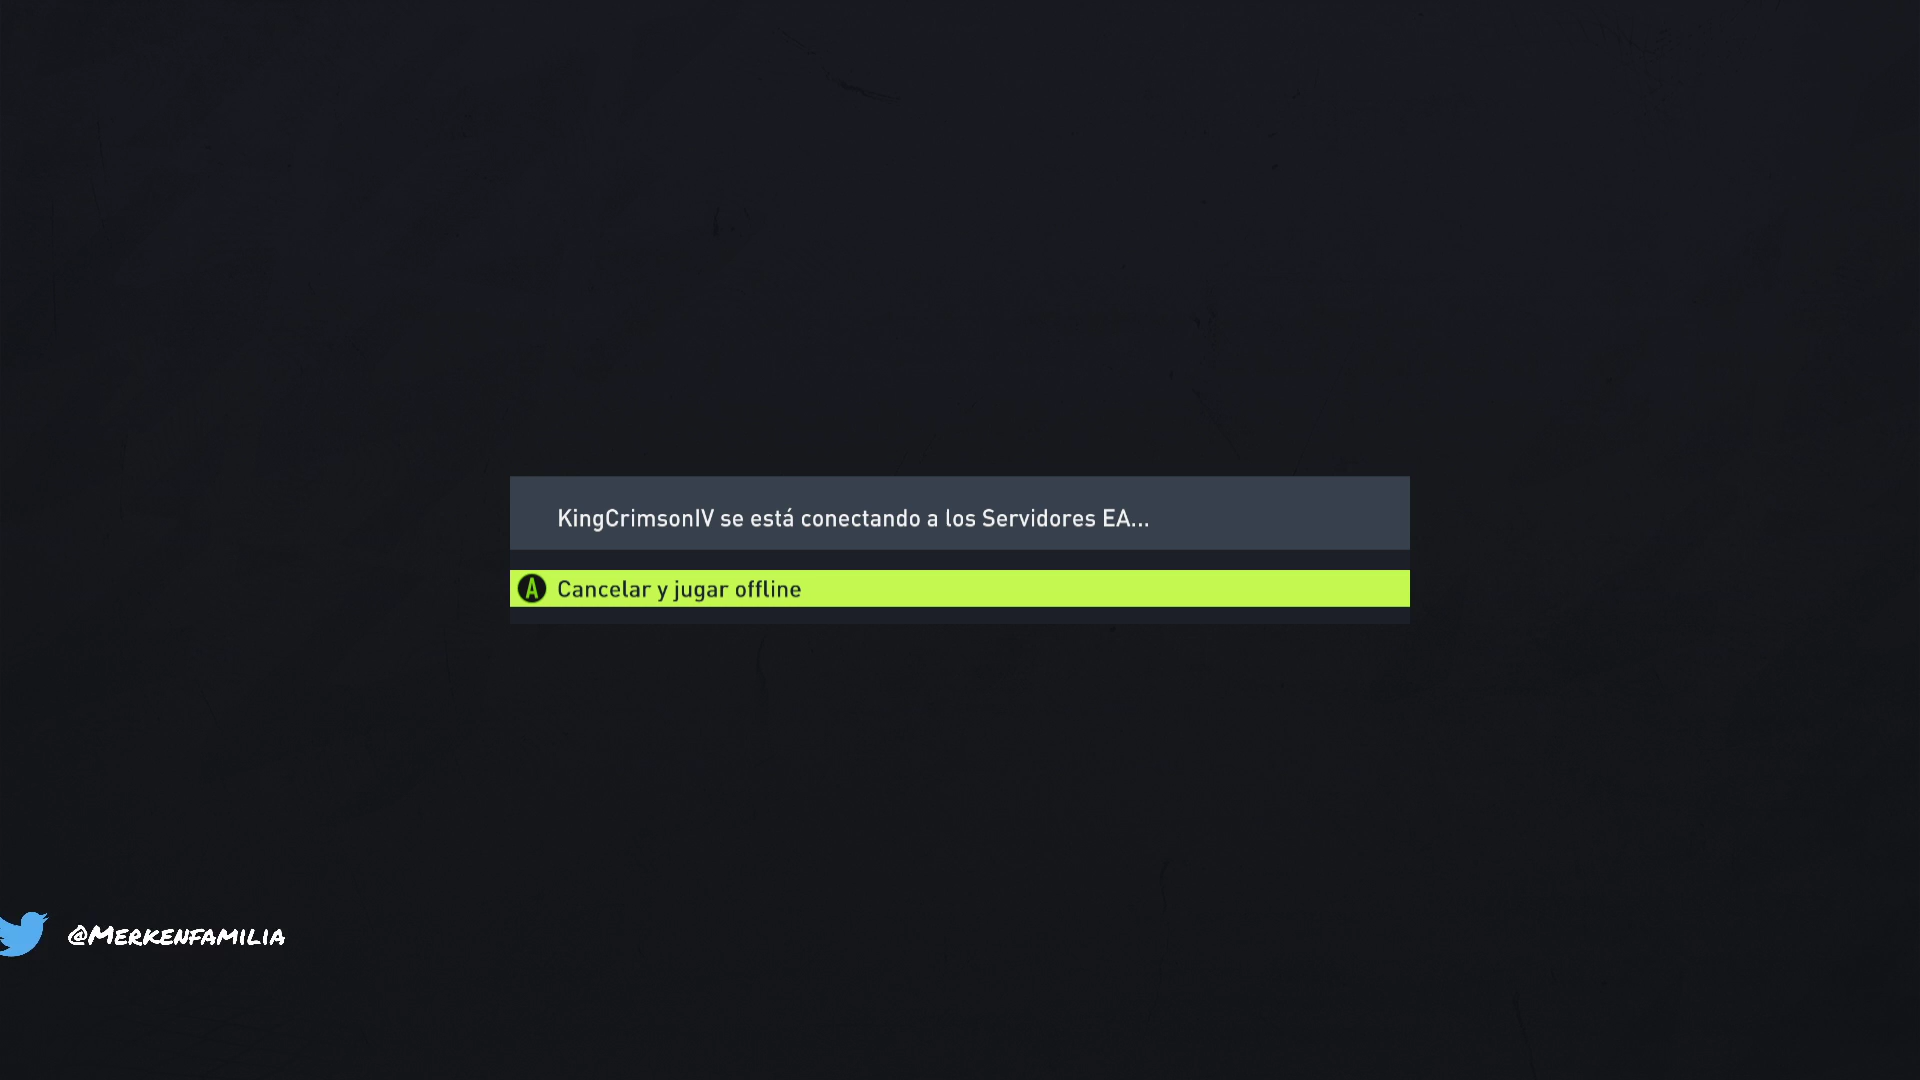 KingCrimsonIV se está conectando a los Servidores EA...
A Cancelar y jugar offline
@Merkenfamilia